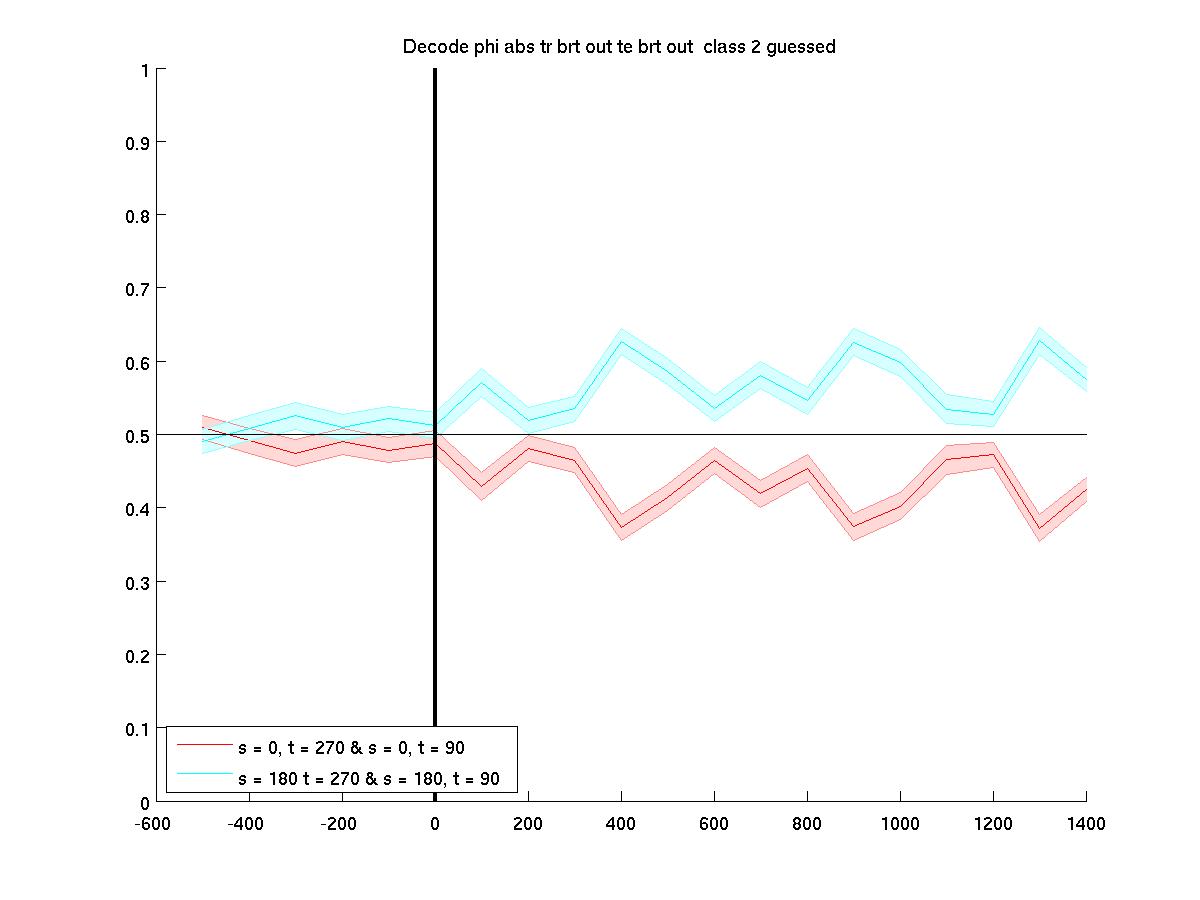 Decode phi abs tr brt out te brt out  class 2 guessed
1
0.9
0.8
0.7
0.6
0.5
0.4
0.3
0.2
0.1
0
s = 0, t = 270 & s = 0, t = 90
s = 180 t = 270 & s = 180, t = 90
-600 -400 -200 0 200 400 600 800 1000 1200 1400